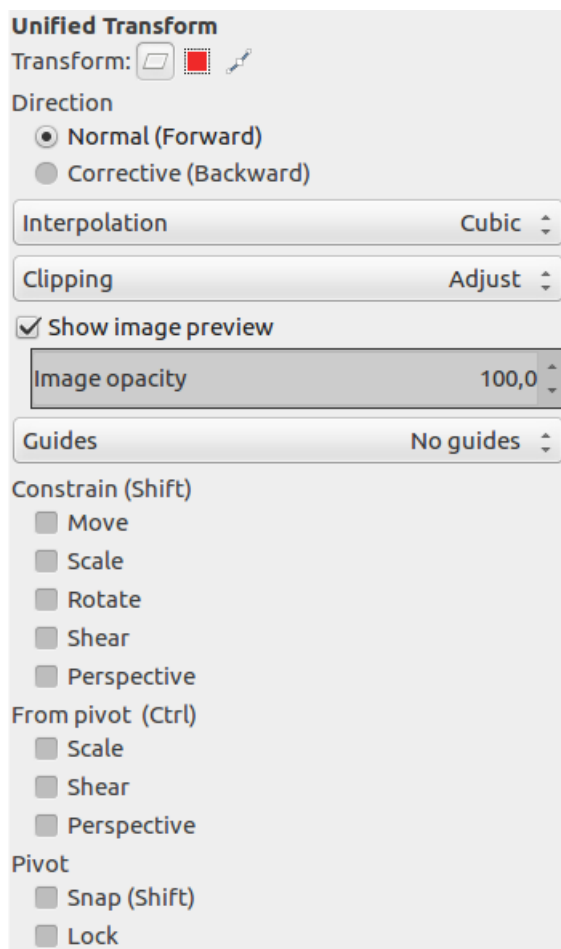 Unified Transform
Transform:
Direction
Normal (Forward)
Corrective (Backward)
Interpolation Cubic
Clipping Adjust
Show image preview
Image opacity 100,0
Guides No guides
Constrain (Shift)
Move
Scale
Rotate
Shear
Perspective
From pivot  (Ctrl)
Scale
Shear
Perspective
Pivot
Snap (Shift)
Lock